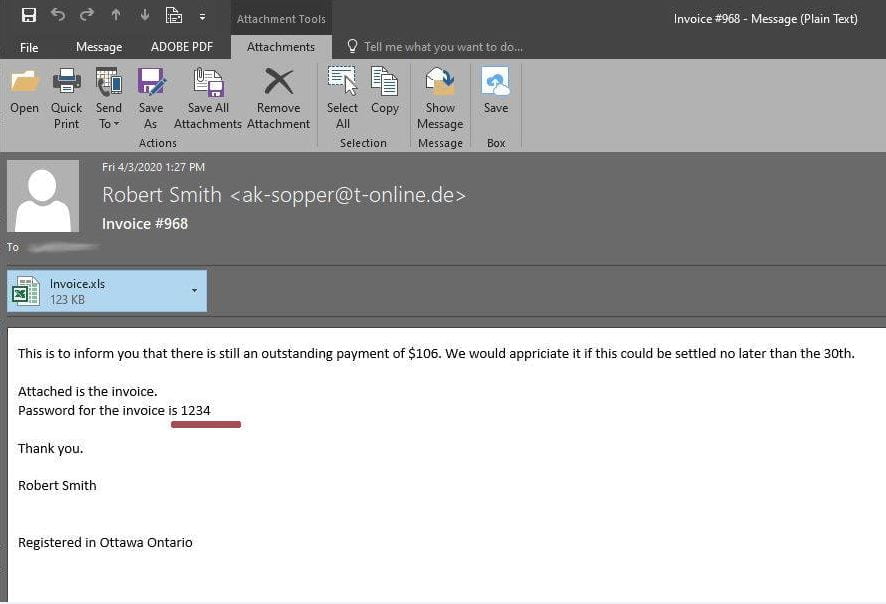 Attachment Tools
Invoice #968 - Message (Plain Text)
File Message ADOBE PDF Attachments Tell me what you want to do...
Open Quick Print Send To Save As Save All Attachments Remove Attachment Select All Copy Show Message Save
Actions Selection Message Box
Fri 4/3/2020 1:27 PM
Robert Smith <ak-sopper@t-online.de>
Invoice #968
To
Invoice.xls
123 KB
This is to inform you that there is still an outstanding payment of $106. We would appriciate it if this could be settled no later than the 30th.
Attached is the invoice.
Password for the invoice is 1234
Thank you.
Robert Smith
Registered in Ottawa Ontario